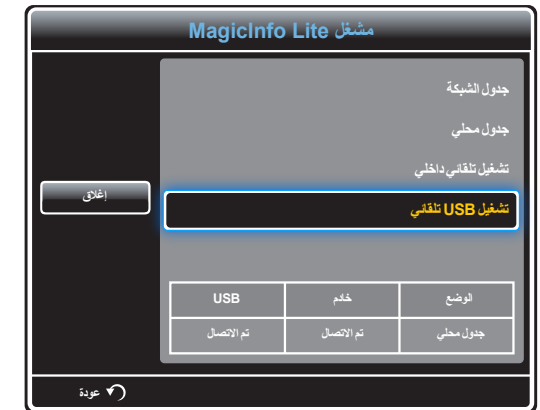 مشغل MagicInfo Lite
جدول الشبكة
جدول محلي
تشغيل تلقائي داخلي
تشغيل USB تلقائي
إغلاق
الوضع خادم USB
جدول محلي تم الاتصال تم الاتصال
عودة